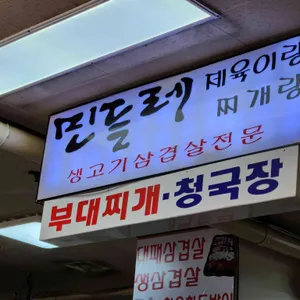 민들레 제육이랑
찌개랑
생고기삼겹살전문
부대찌개·청국장
대패삼겹살
생삼겹살